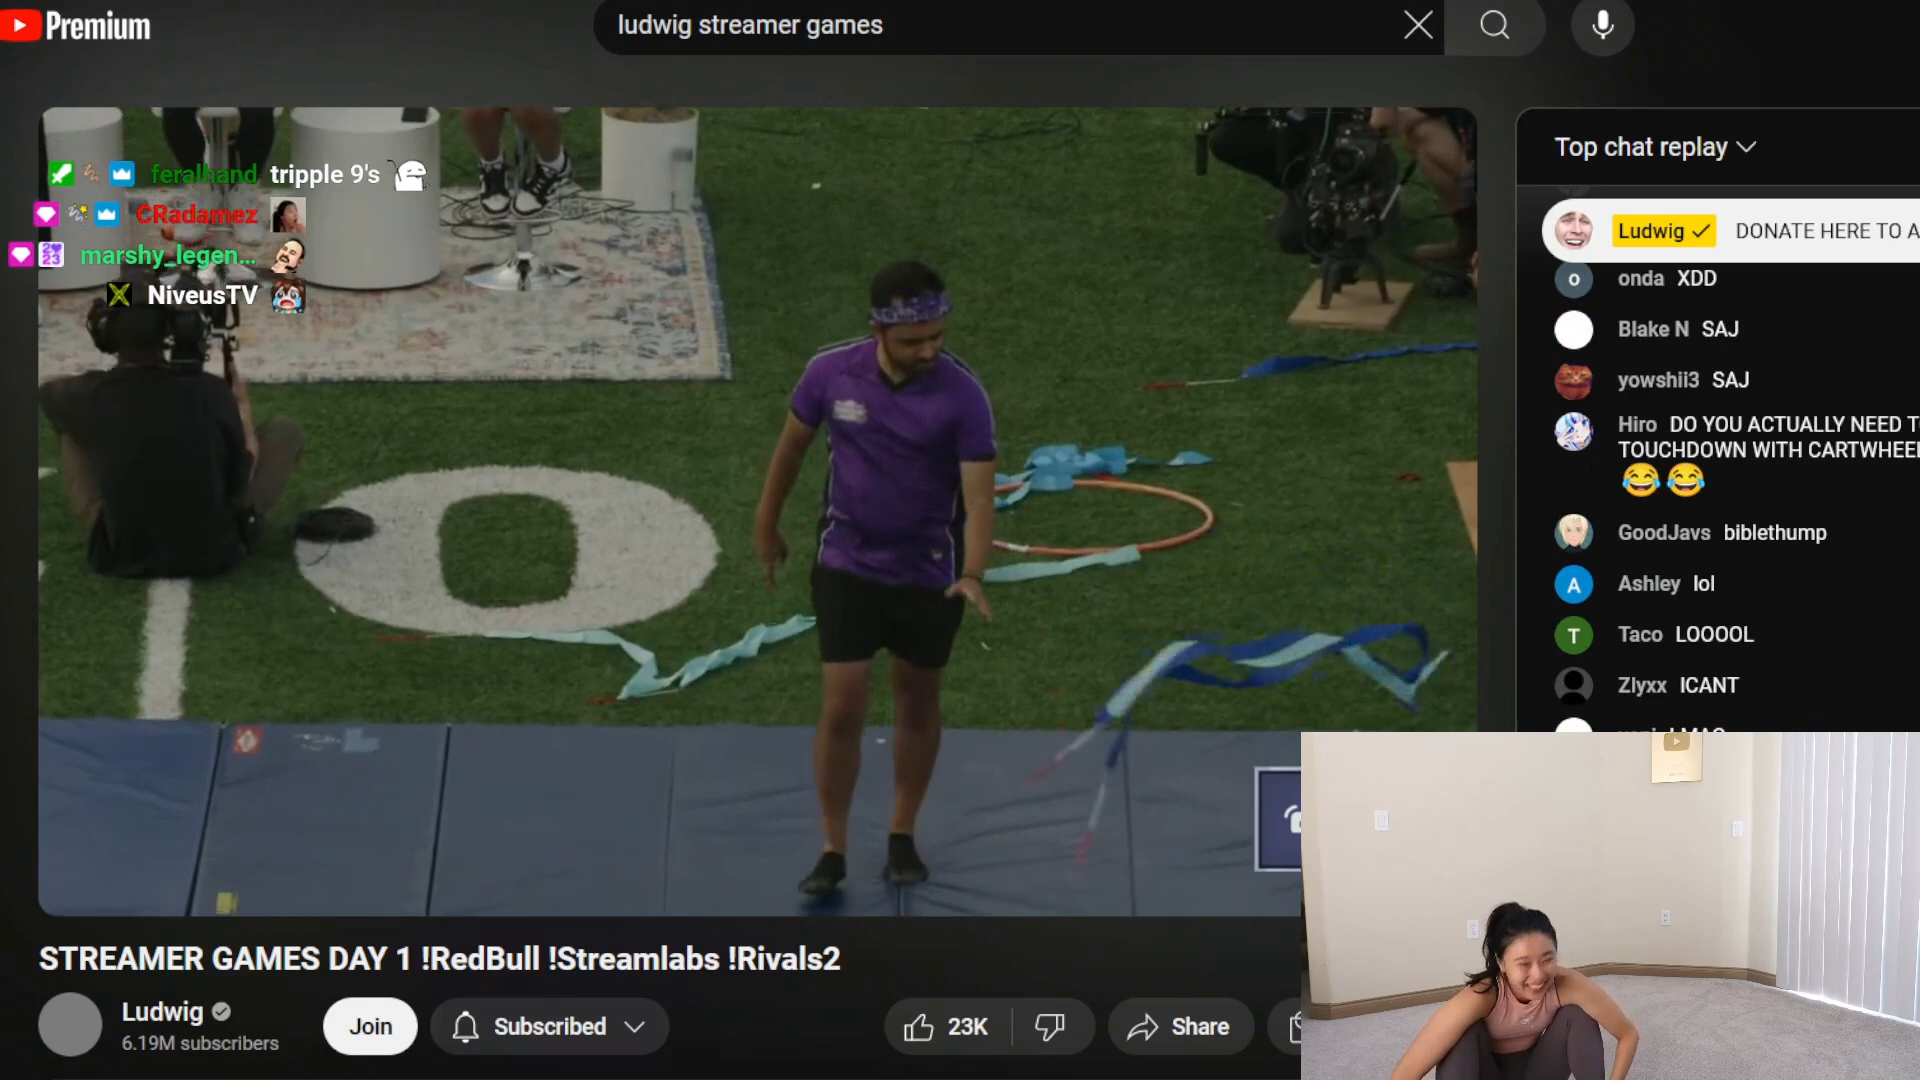 Premium
ludwig streamer games
feralhand tripple 9's
CRadamez
marshy_legen...
NiveusTV
Top chat replay
Ludwig DONATE HERE TO A
onda XDD
Blake N SAJ
yowshii3 SAJ
Hiro DO YOU ACTUALLY NEED T
TOUCHDOWN WITH CARTWHEEL
GoodJavs biblethump
A Ashley lol
T Taco LOOOOL
Zlyxx ICANT
STREAMER GAMES DAY 1 !RedBull !Streamlabs !Rivals2
Ludwig
6.19M subscribers
Join
Subscribed
23K
Share